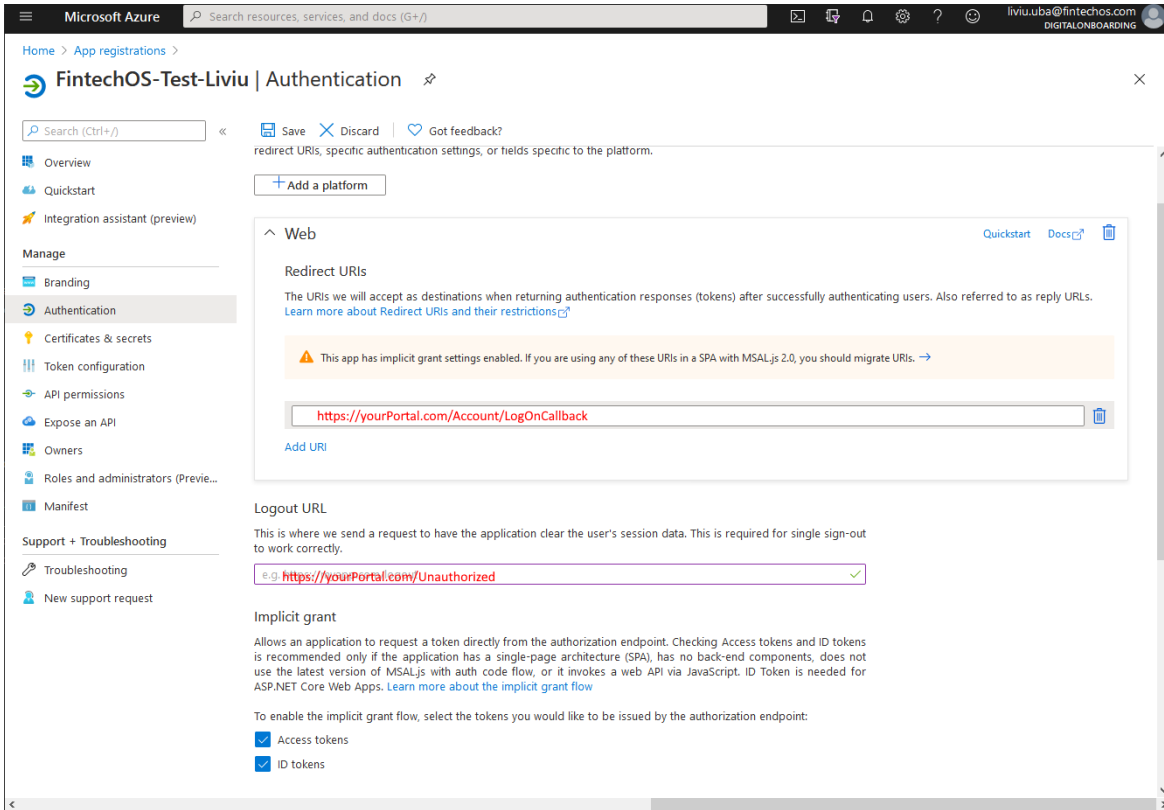 Microsoft Azure
Search resources, services, and docs (G+/)
liviu.uba@fintechos.com
DIGITALONBOARDING
Home > App registrations >
FintechOS-Test-Liviu | Authentication
Search (Ctrl+/)
«
Save
Discard
Got feedback?
redirect URIs, specific authentication settings, or fields specific to the platform.
Overview
Quickstart
Integration assistant (preview)
Manage
Branding
Authentication
Certificates & secrets
Token configuration
API permissions
Expose an API
Owners
Roles and administrators (Previe...
Manifest
Support + Troubleshooting
Troubleshooting
New support request
+ Add a platform
Web
Quickstart
Docs
Redirect URIs
The URIs we will accept as destinations when returning authentication responses (tokens) after successfully authenticating users. Also referred to as reply URLs.
Learn more about Redirect URIs and their restrictions
This app has implicit grant settings enabled. If you are using any of these URIs in a SPA with MSAL.js 2.0, you should migrate URIs. →
https://yourPortal.com/Account/LogOnCallback
Add URI
Logout URL
This is where we send a request to have the application clear the user's session data. This is required for single sign-out
to work correctly.
e.g. https://yourPortal.com/Unauthorized
Implicit grant
Allows an application to request a token directly from the authorization endpoint. Checking Access tokens and ID tokens
is recommended only if the application has a single-page architecture (SPA), has no back-end components, does not
use the latest version of MSAL.js with auth code flow, or it invokes a web API via JavaScript. ID Token is needed for
ASP.NET Core Web Apps. Learn more about the implicit grant flow
To enable the implicit grant flow, select the tokens you would like to be issued by the authorization endpoint:
Access tokens
ID tokens